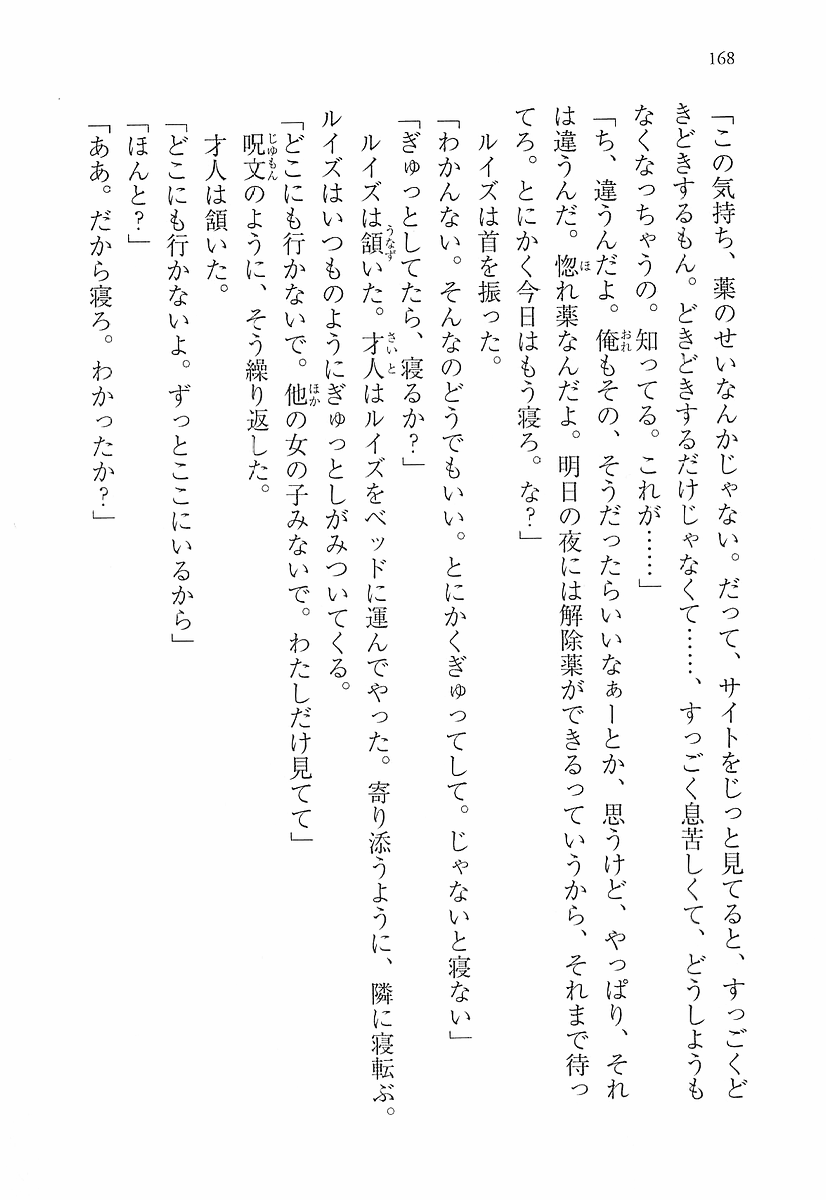 168
「この気持ち、薬のせいなんかじゃない。だって、サイトをじっと見てると、すっごくど
きどきするもん。どきどきするだけじゃなくて……、すっごく息苦しくて、どうしようも
なくなっちゃうの。知ってる。これが……」
「ち、違うんだよ。俺もその、そうだったらいいなぁーとか、思うけど、やっぱり、それ
は違うんだ。惚れ薬なんだよ。明日の夜には解除薬ができるっていうから、それまで待っ
てろ。とにかく今日はもう寝ろ。な？」
ルイズは首を振った。
「わかんない。そんなのどうでもいい。とにかくぎゅってして。じゃないと寝ない」
「ぎゅっとしてたら、寝るか？」
ルイズは頷いた。才人はルイズをベッドに運んでやった。寄り添うように、隣に寝転ぶ。
ルイズはいつものようにぎゅっとしがみついてくる。
「どこにも行かないで。他の女の子みないで。わたしだけ見てて」
呪文のように、そう繰り返した。
才人は頷いた。
「どこにも行かないよ。ずっとここにいるから」
「ほんと？」
「ああ。だから寝ろ。わかったか？」